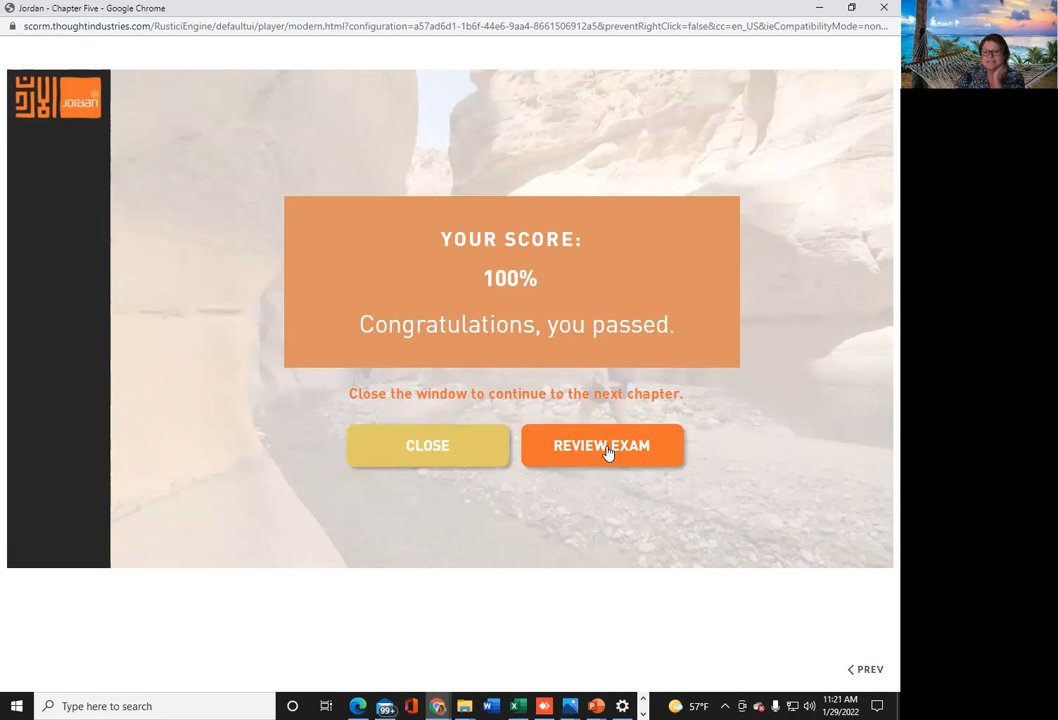 Jordan - Chapter Five - Google Chrome
scorm.thoughtindustries.com/RusticiEngine/defaultui/player/modern.html?configuration=a57ad6d1-1b6f-44e6-9aa4-8661506912a5&preventRightClick=false&cc=en_US&ieCompatibilityMode=non...
الأردن
Jordan
YOUR SCORE:
100%
Congratulations, you passed.
Close the window to continue to the next chapter.
CLOSE
REVIEW EXAM
PREV
Type here to search
99+
57°F
11:21 AM
1/29/2022